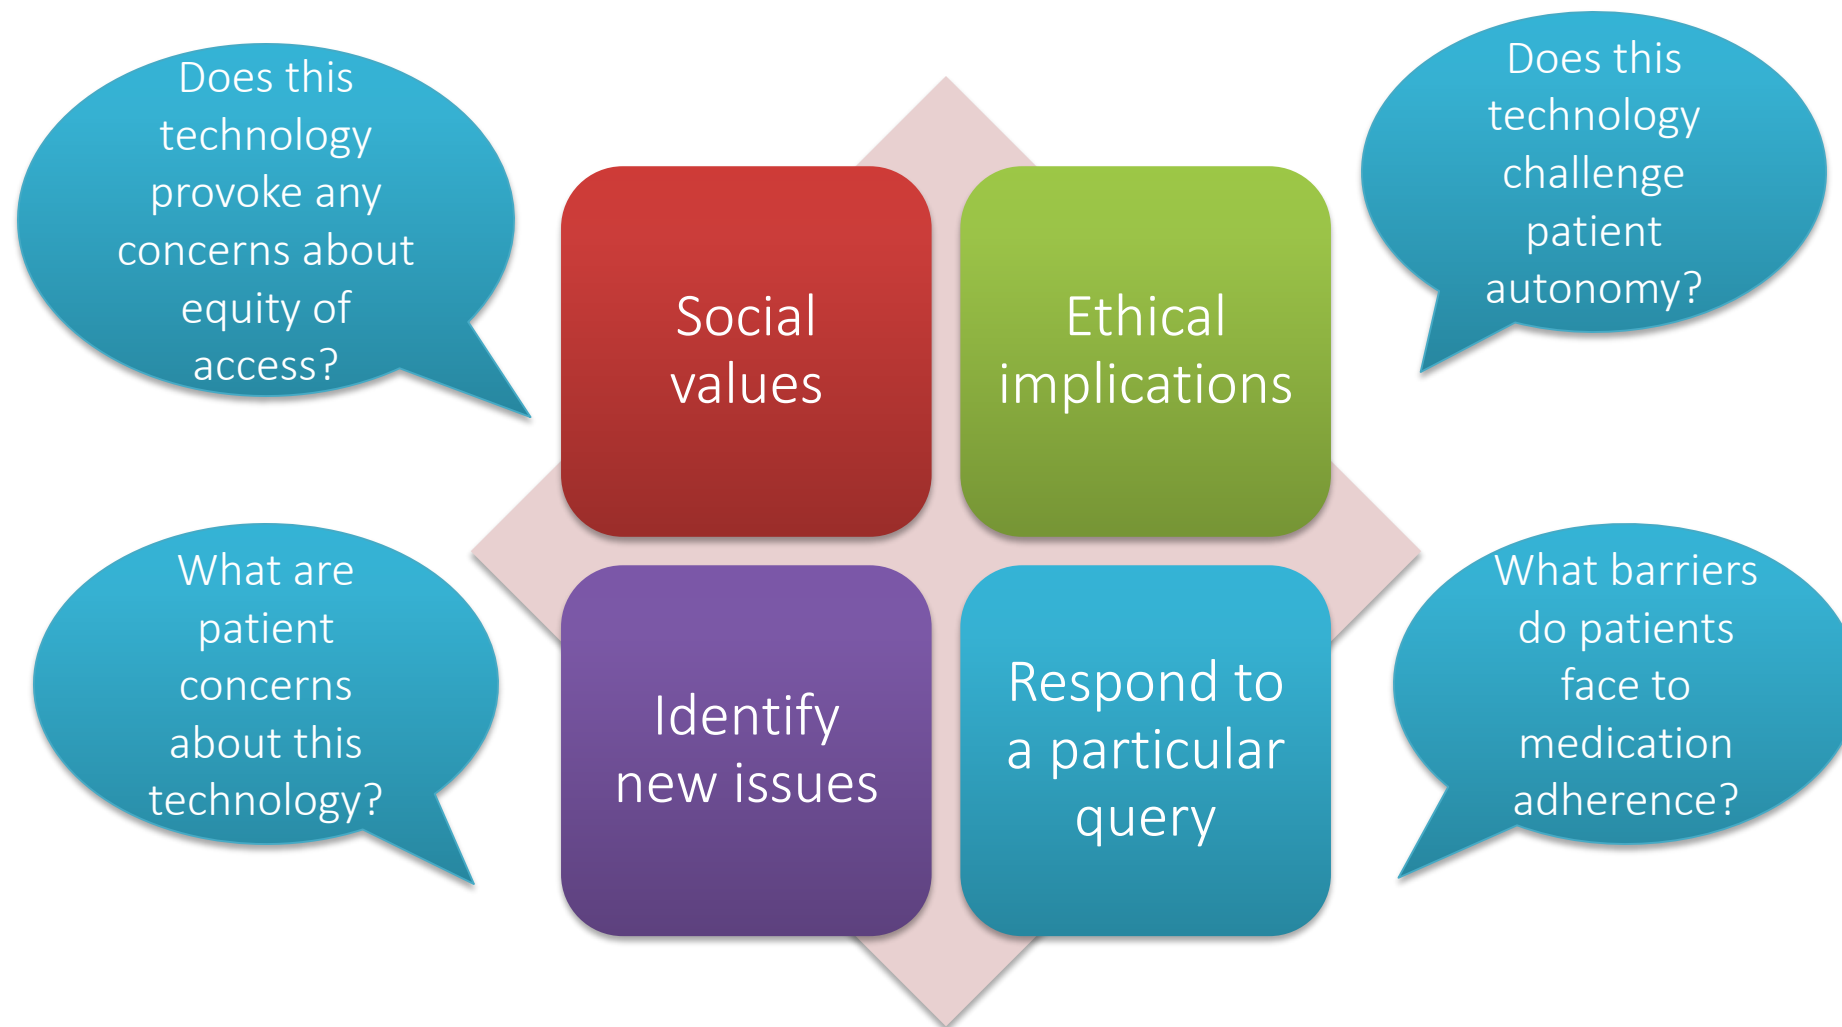 Does this
technology
provoke any
concerns about
equity of
access?
Social
values
Ethical
implications
Does this
technology
challenge
patient
autonomy?
What are
patient
concerns
about this
technology?
Identify
new issues
Respond to
a particular
query
What barriers
do patients
face to
medication
adherence?